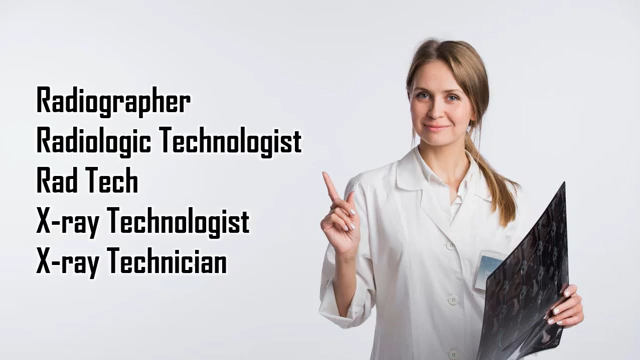 Radiographer
Radiologic Technologist
Rad Tech
X-ray Technologist
X-ray Technician